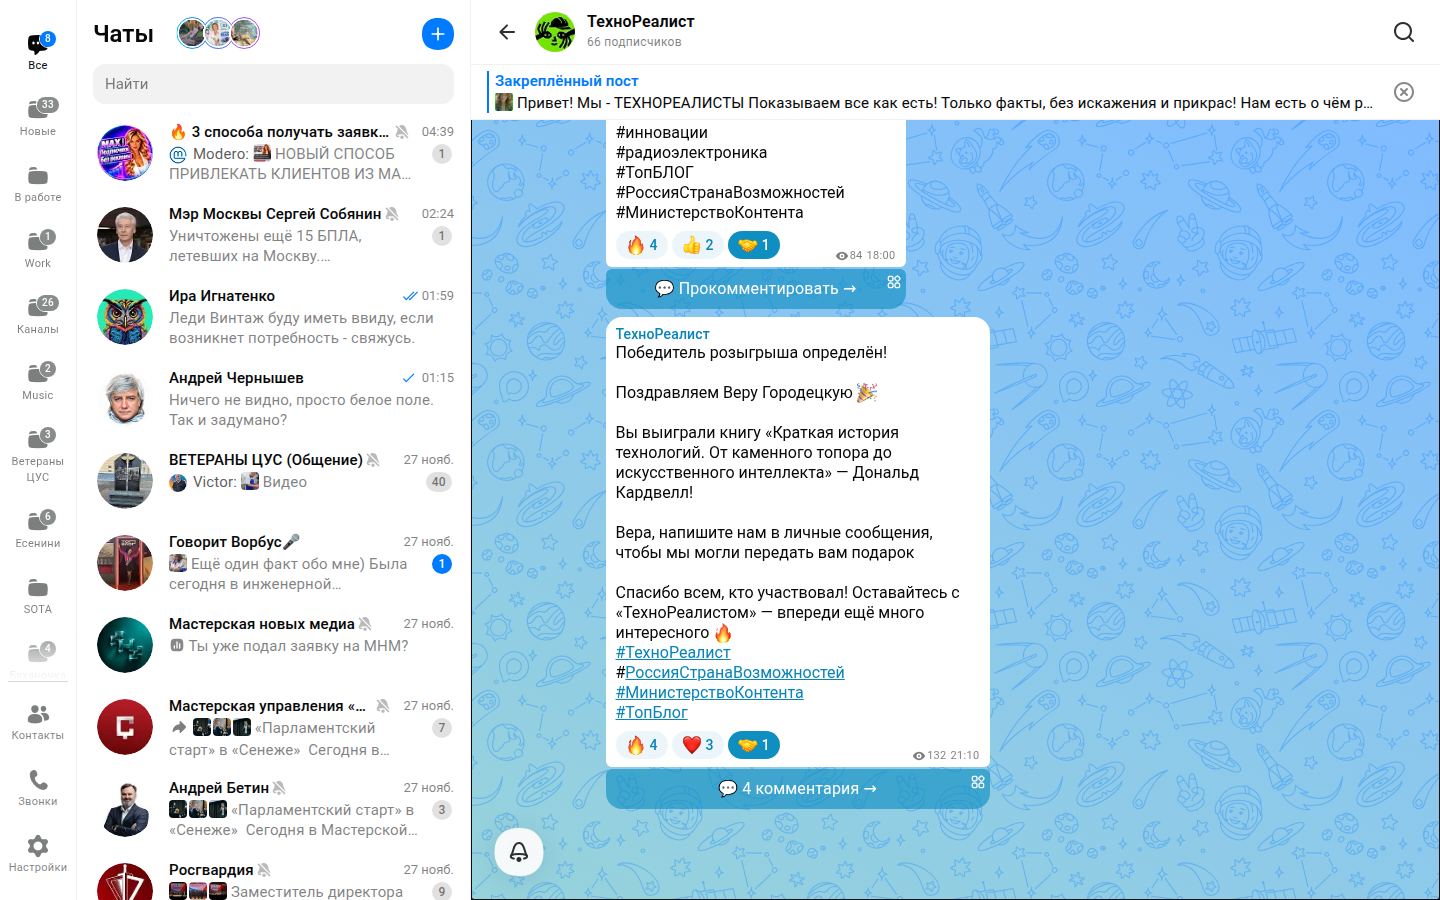 8
Все
33
Новые
В работе
1
Work
26
Каналы
2
Music
3
Ветераны
ЦУС
6
Есенини
SOTA
4
Контакты
Звонки
Настройки
Чаты
Найти
🔥 3 способа получать заявк... 04:39
Modero: НОВЫЙ СПОСОБ 1
ПРИВЛЕКАТЬ КЛИЕНТОВ ИЗ МА...
Мэр Москвы Сергей Собянин 02:24
Уничтожены ещё 15 БПЛА, 1
летевших на Москву....
Ира Игнатенко 01:59
Леди Винтаж буду иметь ввиду, если
возникнет потребность - свяжусь.
Андрей Чернышев 01:15
Ничего не видно, просто белое поле.
Так и задумано?
ВЕТЕРАНЫ ЦУС (Общение) 27 нояб.
Victor: Видео 40
Говорит Ворбус🎤 27 нояб.
Ещё один факт обо мне) Была 1
сегодня в инженерной...
Мастерская новых медиа 27 нояб.
Ты уже подал заявку на МНМ?
Мастерская управления «... 27 нояб.
«Парламентский 7
старт» в «Сенеже» Сегодня в...
Андрей Бетин 27 нояб.
«Парламентский старт» в 3
«Сенеже» Сегодня в Мастерской...
Росгвардия 27 нояб.
Заместитель директора 9
ТехноРеалист
66 подписчиков
Закреплённый пост
Привет! Мы - ТЕХНОРЕАЛИСТЫ Показываем все как есть! Только факты, без искажения и прикрас! Нам есть о чём р...
#инновации
#радиоэлектроника
#ТопБЛОГ
#РоссияСтранаВозможностей
#МинистерствоКонтента
🔥 4 👍 2 🤝 1
84 18:00
💬 Прокомментировать →
ТехноРеалист
Победитель розыгрыша определён!
Поздравляем Веру Городецкую 🎉
Вы выиграли книгу «Краткая история
технологий. От каменного топора до
искусственного интеллекта» — Дональд
Кардвелл!
Вера, напишите нам в личные сообщения,
чтобы мы могли передать вам подарок
Спасибо всем, кто участвовал! Оставайтесь с
«ТехноРеалистом» — впереди ещё много
интересного 🔥
#ТехноРеалист
#РоссияСтранаВозможностей
#МинистерствоКонтента
#ТопБлог
🔥 4 ❤️ 3 🤝 1
132 21:10
💬 4 комментария →